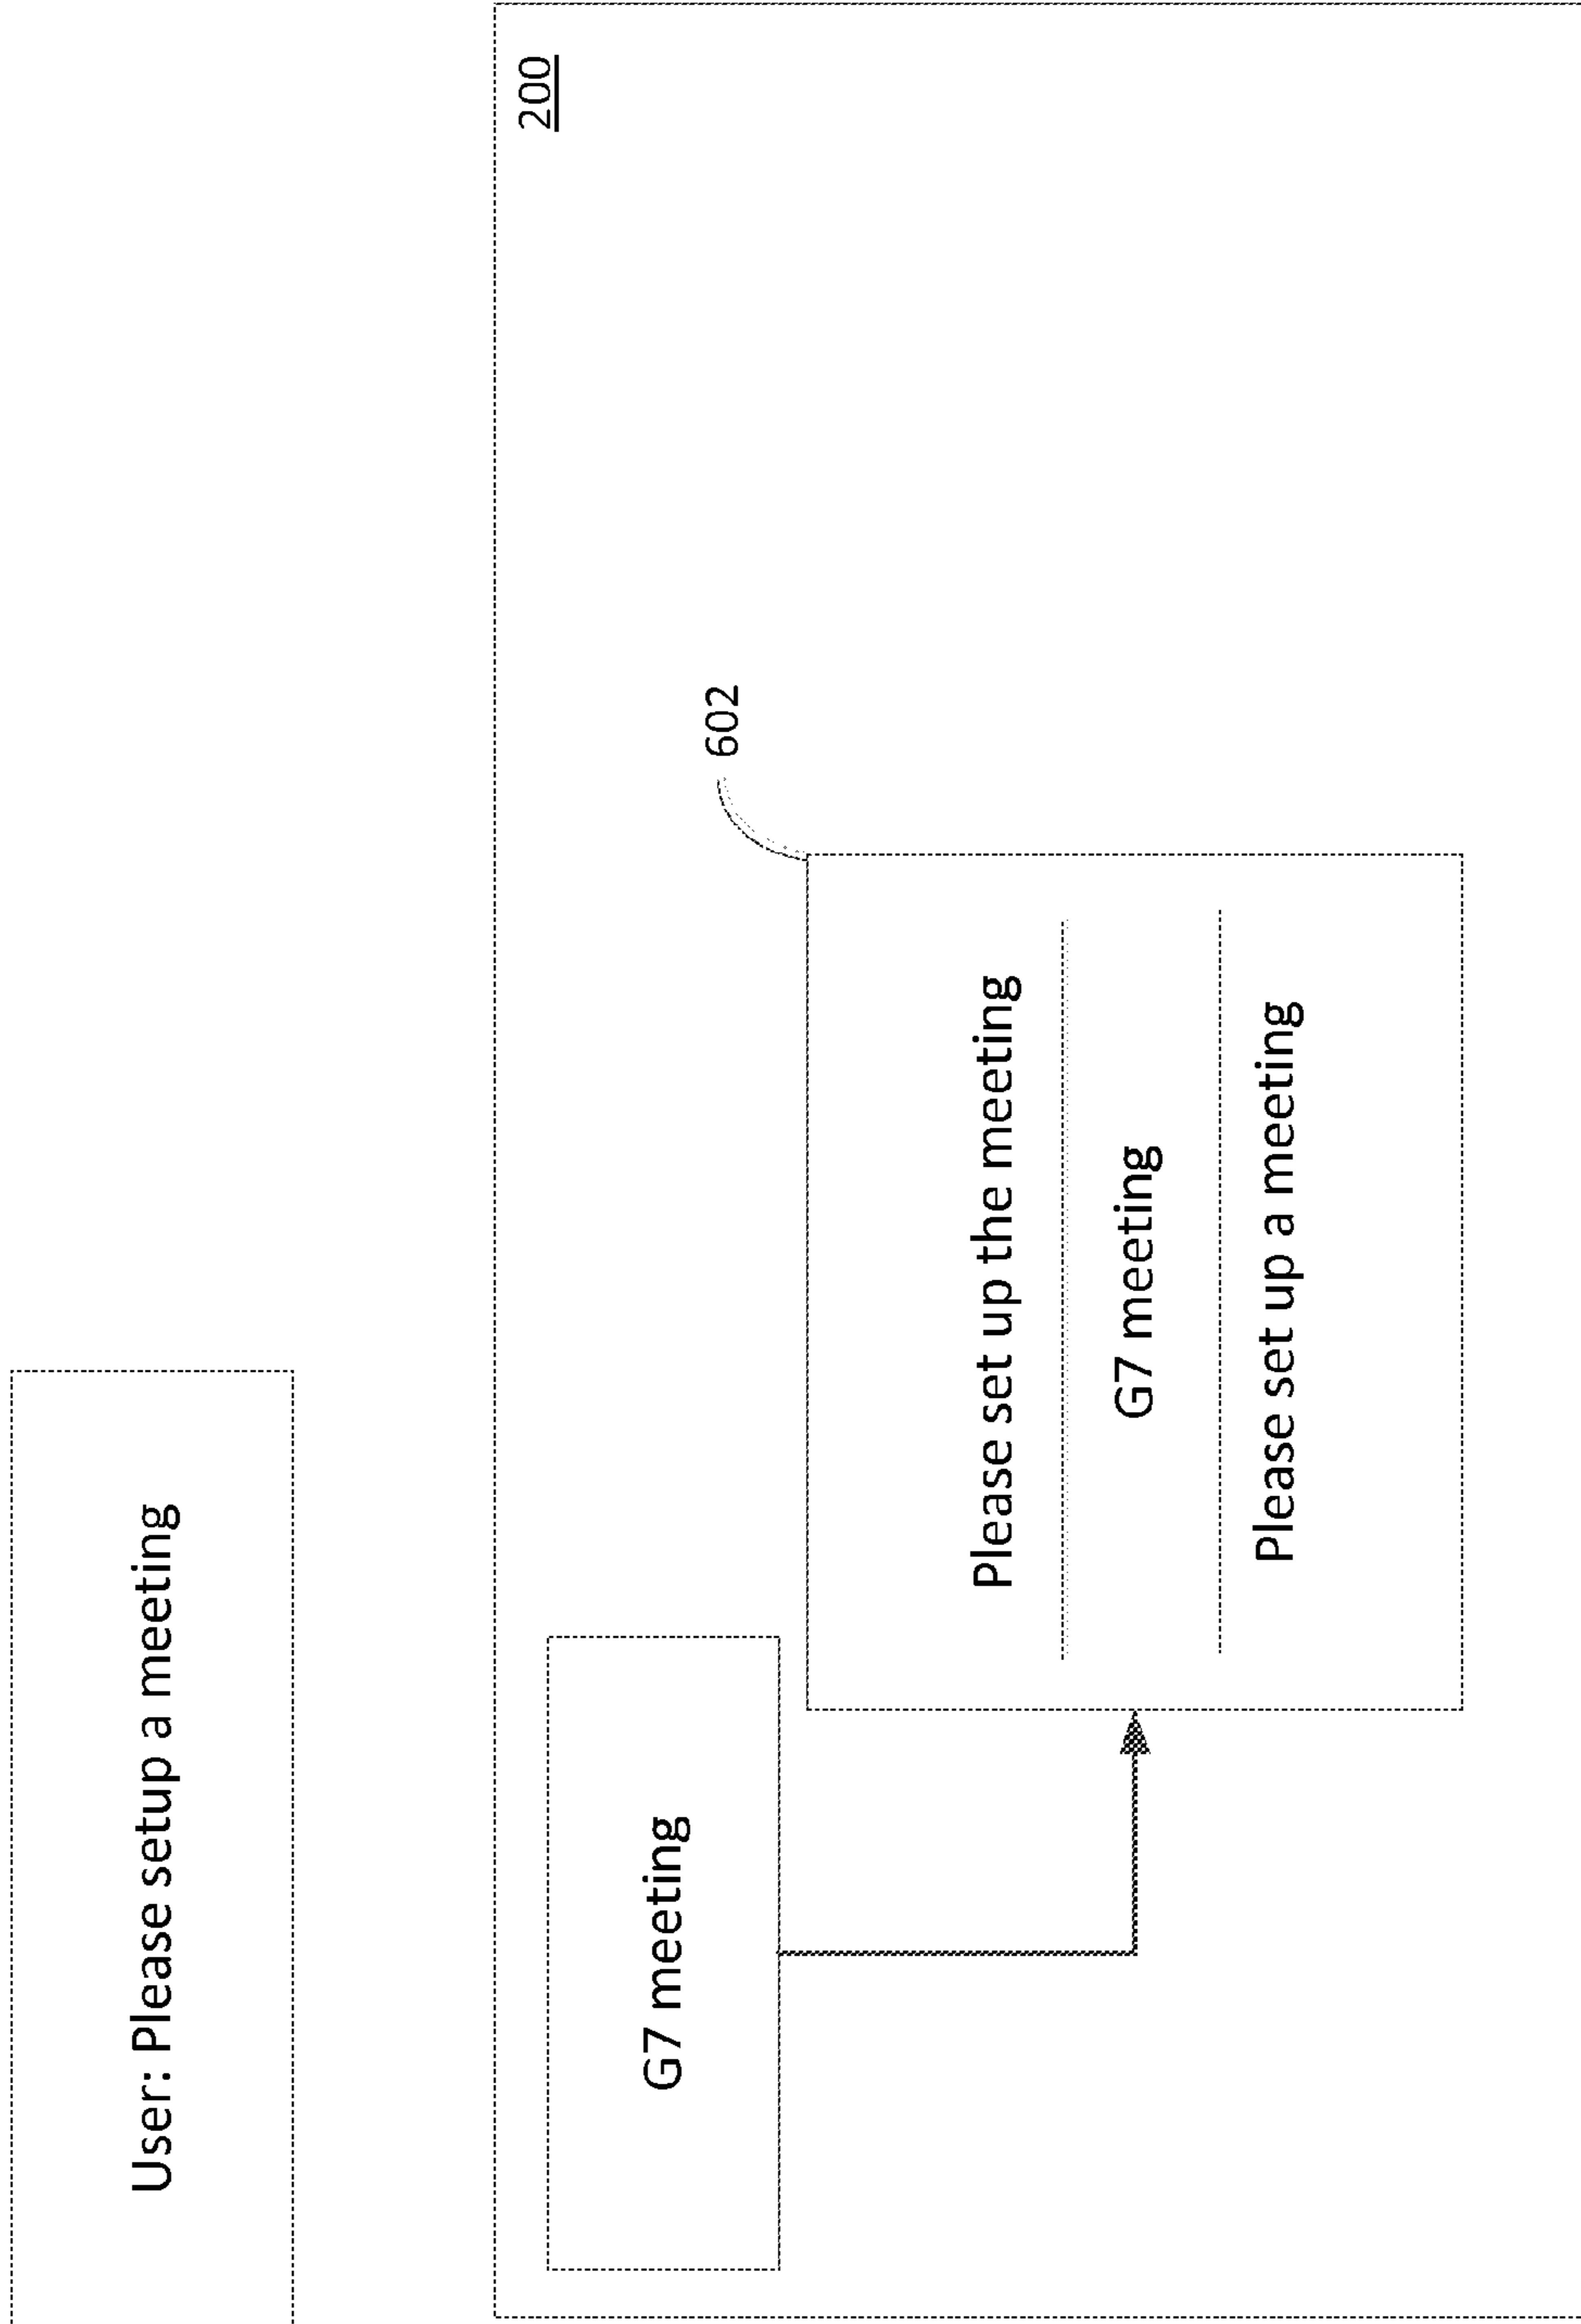 User: Please setup a meeting
200
G7 meeting
602
Please set up the meeting
G7 meeting
Please set up a meeting